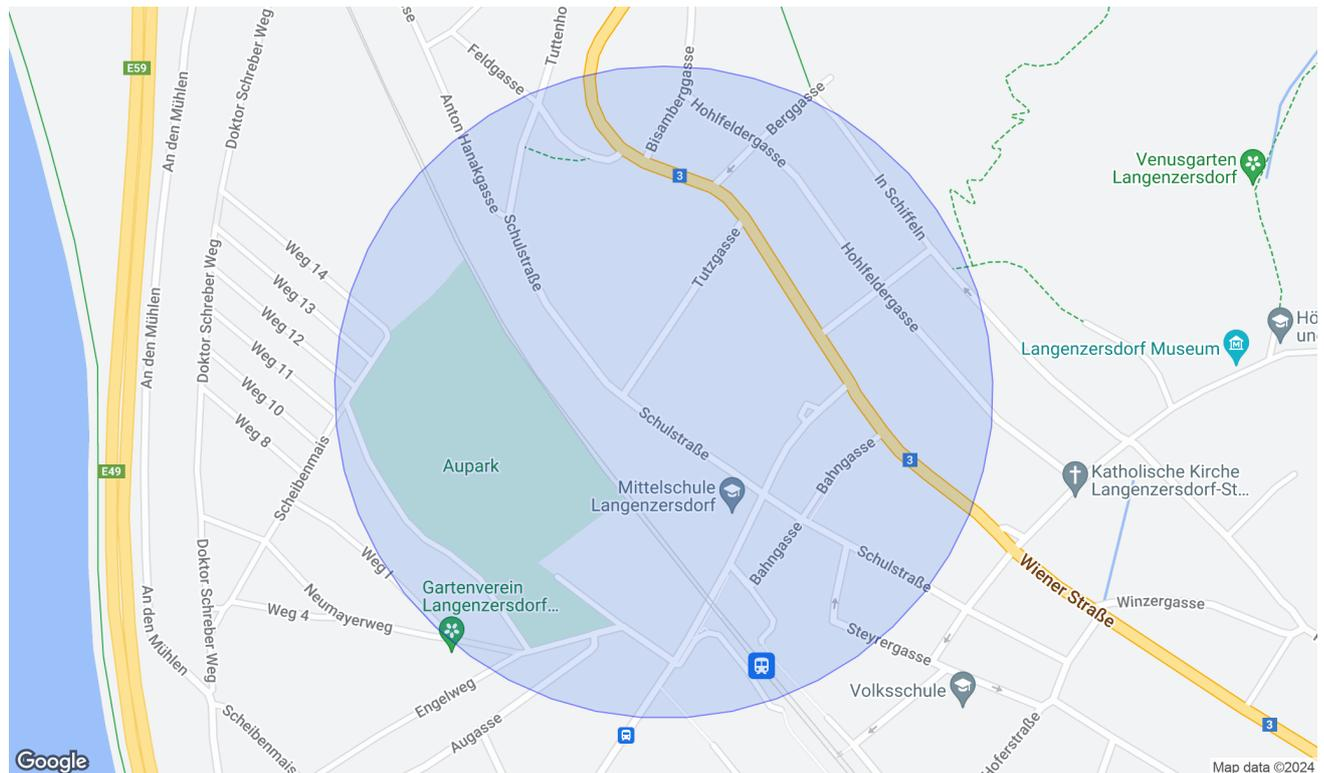 E59
An den Mühlen
Doktor Schreber Weg
Feldgasse
Tuttenho
sse
Anton Hanakgasse
Bisamberggasse
Hohlfeldergasse
Berggasse
3
In Schiffeln
Venusgarten
Langenzersdorf
Schulstraße
Tutzgasse
Hohlfeldergasse
Weg 14
Weg 13
Weg 12
Weg 11
Weg 10
Weg 8
Doktor Schreber Weg
An den Mühlen
Langenzersdorf Museum
Hö
un
Schulstraße
Aupark
Mittelschule
Langenzersdorf
Bahngasse
3
Katholische Kirche
Langenzersdorf-St...
E49
Scheibenmais
Weg I
Bahngasse
Schulstraße
Wiener Straße
Winzergasse
Doktor Schreber Weg
An den Mühlen
Neumayerweg
Weg 4
Gartenverein
Langenzersdorf...
Steyrergasse
Volksschule
Engelweg
Augasse
Scheibenmais
Hoferstraße
3
Google
Map data ©2024